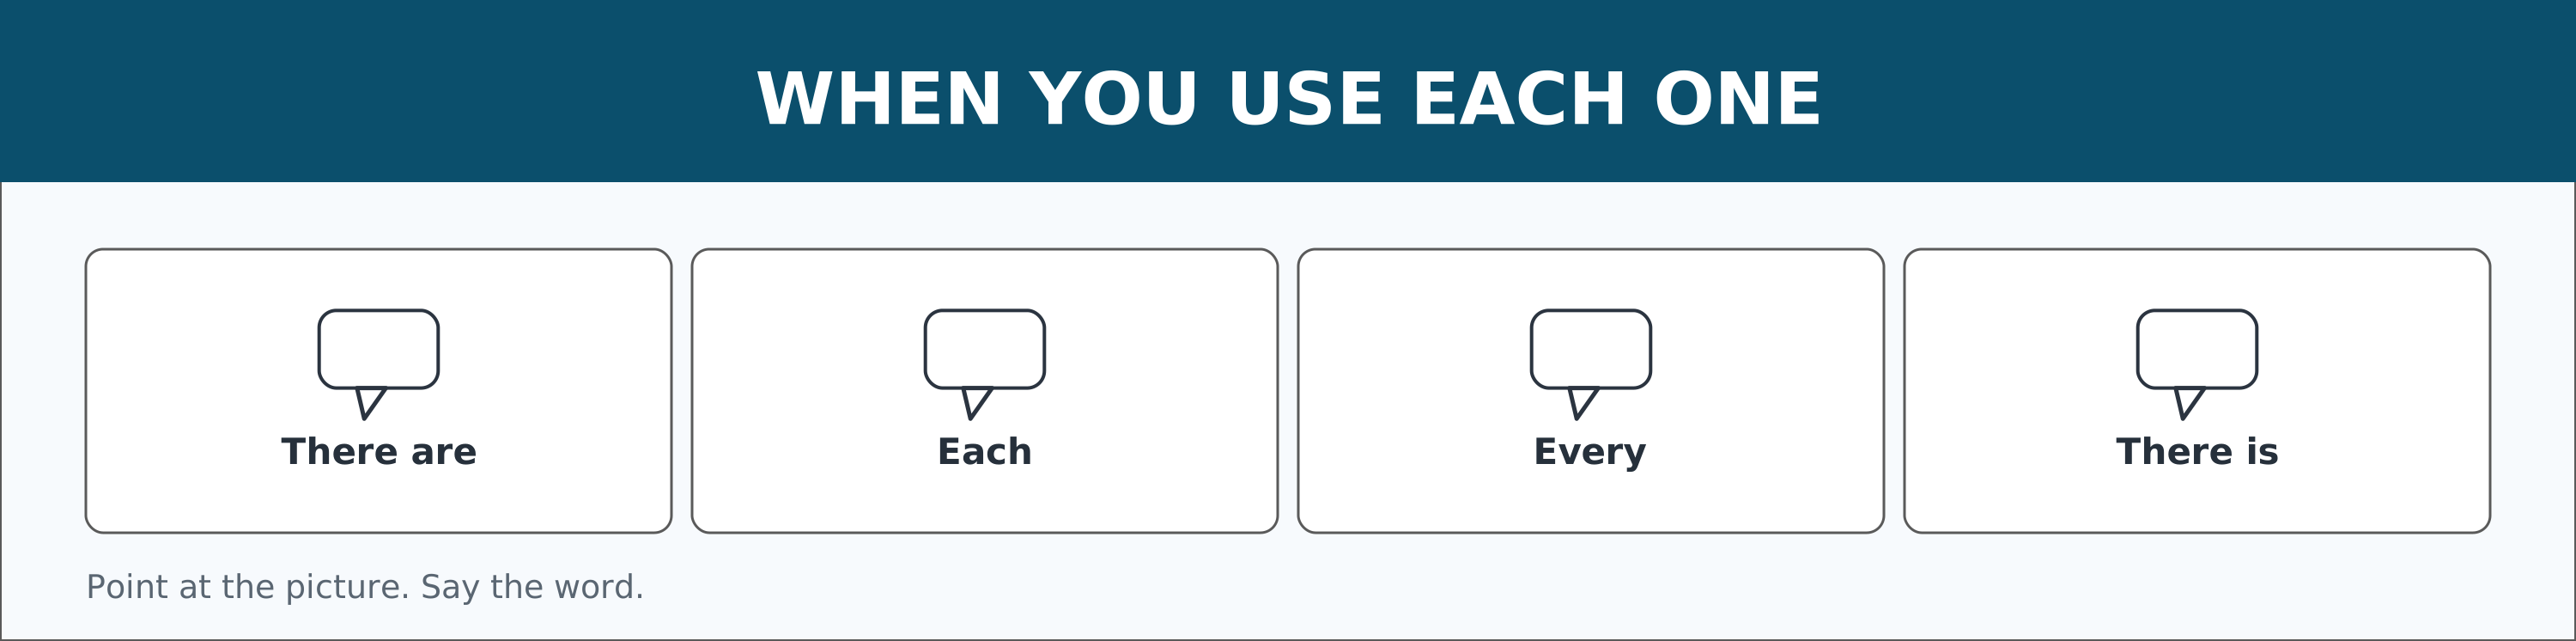 WHEN YOU USE EACH ONE
There are
Each
Every
There is
Point at the picture. Say the word.